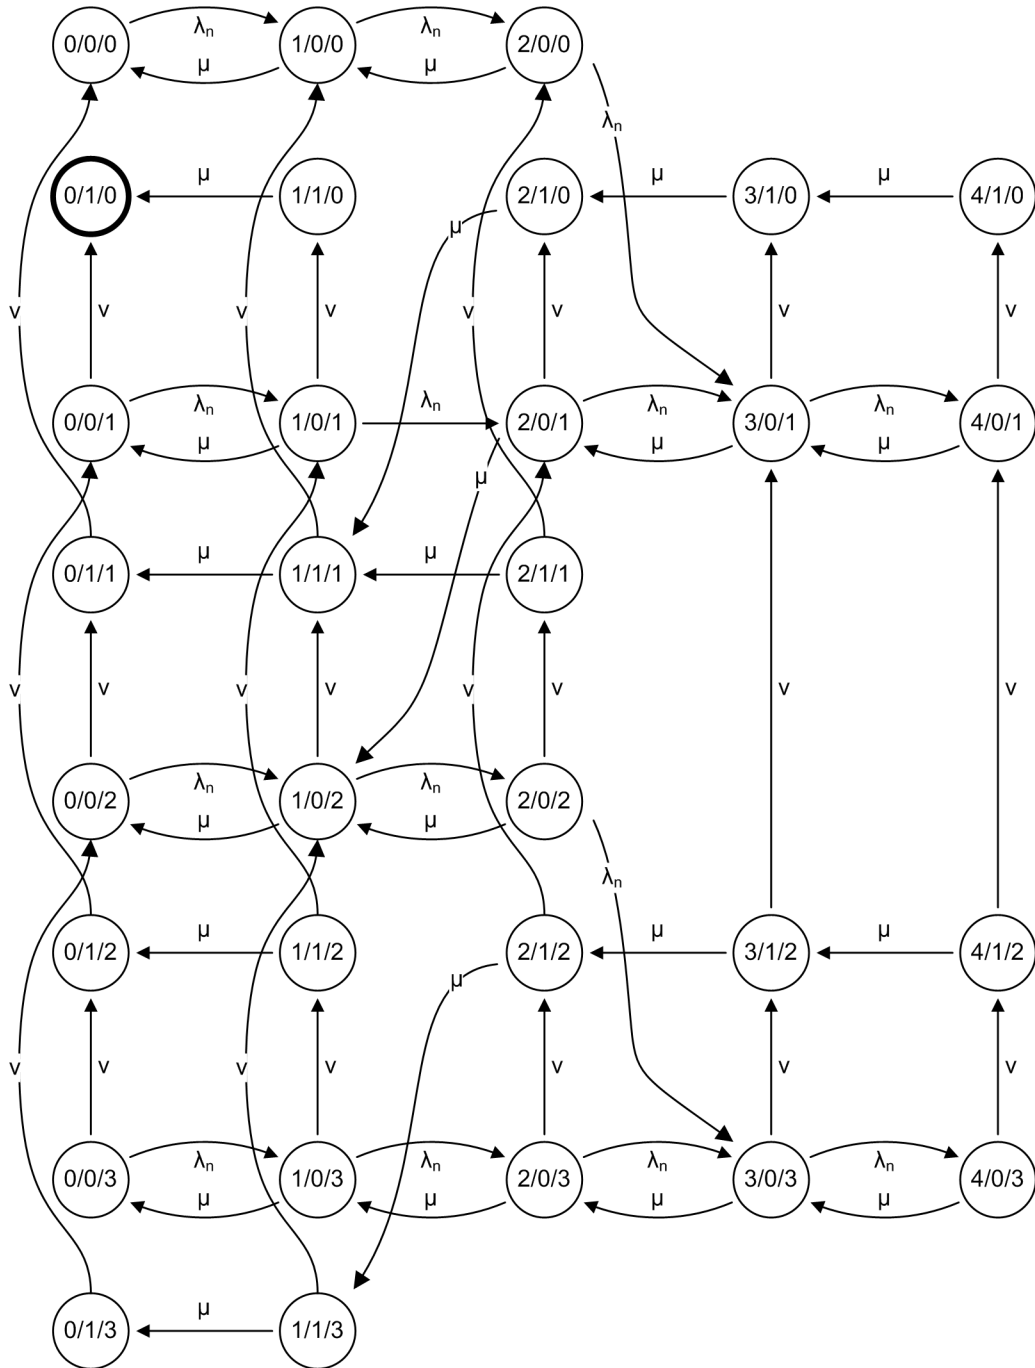 λn λn
0/0/0 1/0/0 2/0/0
μ μ
λn
μ μ μ
0/1/0 1/1/0 2/1/0 3/1/0 4/1/0
μ
v v v v v v v v
λn λn λn λn
0/0/1 1/0/1 2/0/1 3/0/1 4/0/1
μ μ μ
μ
μ μ
0/1/1 1/1/1 2/1/1
v v v v v v v v
λn λn
0/0/2 1/0/2 2/0/2
μ μ
λn
μ μ μ
0/1/2 1/1/2 2/1/2 3/1/2 4/1/2
μ
v v v v v v v
λn λn λn λn
0/0/3 1/0/3 2/0/3 3/0/3 4/0/3
μ μ μ μ
μ
0/1/3 1/1/3